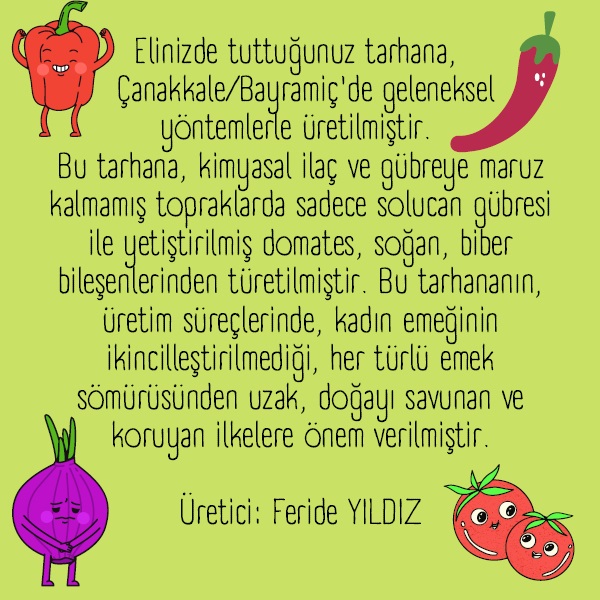 Elinizde tuttuğunuz tarhana,
Çanakkale/Bayramiç'de geleneksel
yöntemlerle üretilmiştir.
Bu tarhana, kimyasal ilaç ve gübreye maruz
kalmamış topraklarda sadece solucan gübresi
ile yetiştirilmiş domates, soğan, biber
bileşenlerinden türetilmiştir. Bu tarhananın,
üretim süreçlerinde, kadın emeğinin
ikincilleştirilmediği, her türlü emek
sömürüsünden uzak, doğayı savunan ve
koruyan ilkelere önem verilmiştir.
Üretici: Feride YILDIZ